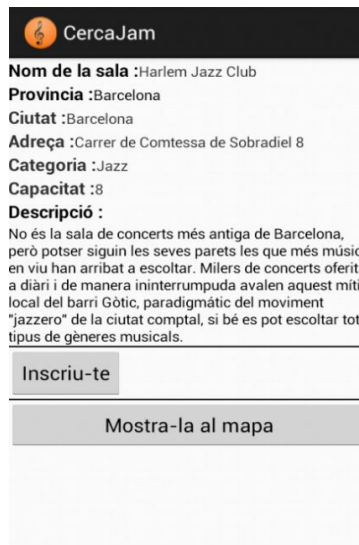 CercaJam
Nom de la sala :Harlem Jazz Club
Provincia :Barcelona
Ciutat :Barcelona
Adreça :Carrer de Comtessa de Sobradiel 8
Categoria :Jazz
Capacitat :8
Descripció :
No és la sala de concerts més antiga de Barcelona,
però potser siguin les seves parets les que més músic
en viu han arribat a escoltar. Milers de concerts oferit
a diàri i de manera ininterrumpuda avalen aquest míti
local del barri Gòtic, paradigmátic del moviment
"jazzero" de la ciutat comptal, si bé es pot escoltar tot
tipus de gèneres musicals.
Inscriu-te
Mostra-la al mapa